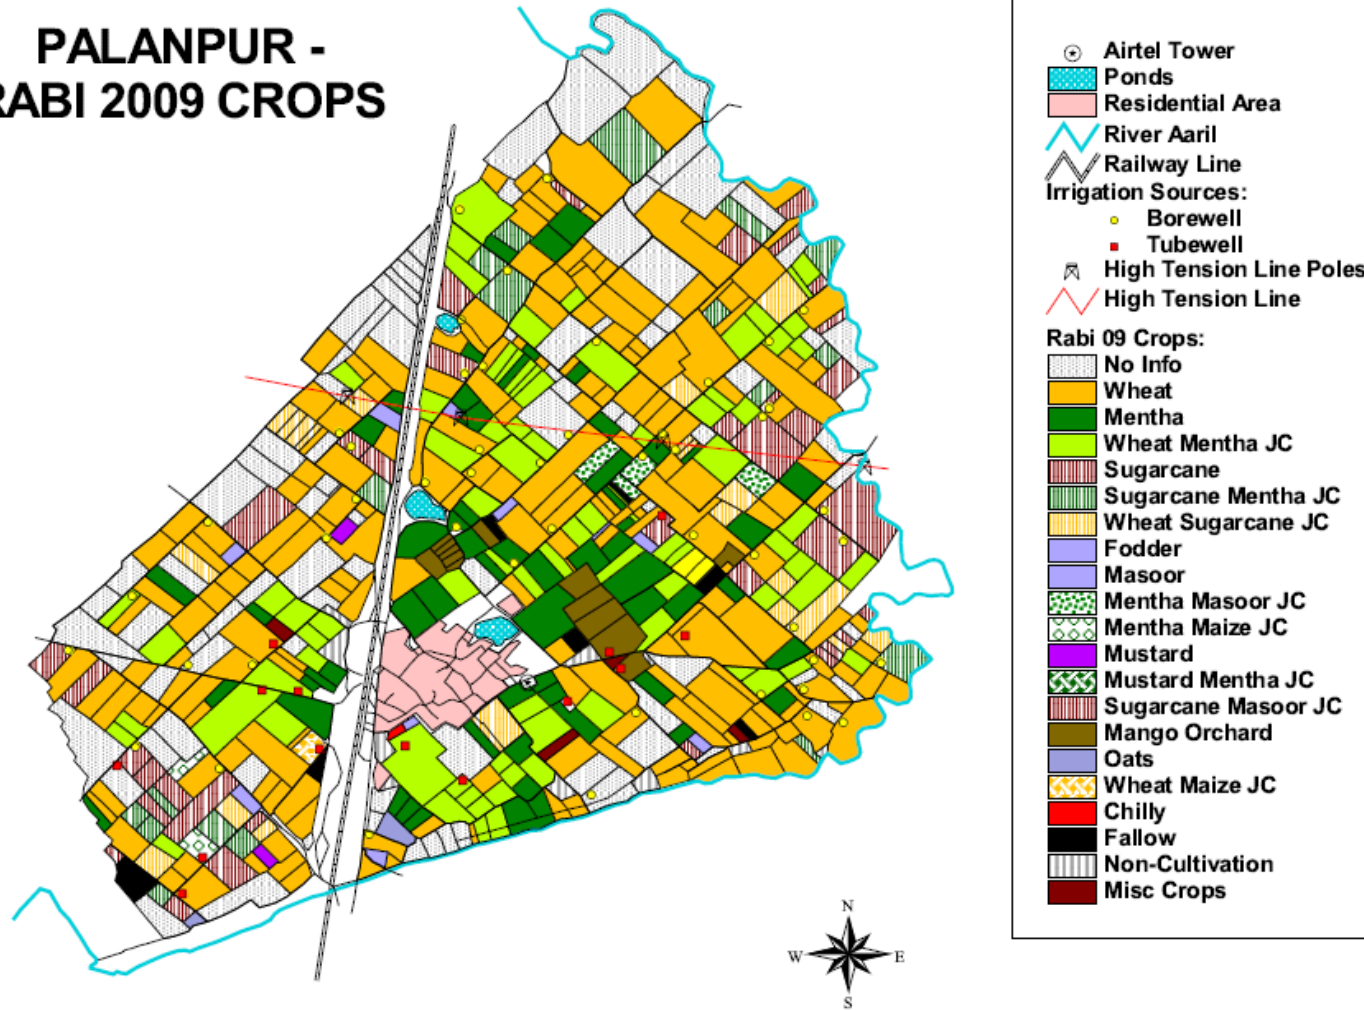 PALANPUR -
RABI 2009 CROPS
Airtel Tower
Ponds
Residential Area
River Aaril
Railway Line
Irrigation Sources:
Borewell
Tubewell
High Tension Line Poles
High Tension Line
Rabi 09 Crops:
No Info
Wheat
Mentha
Wheat Mentha JC
Sugarcane
Sugarcane Mentha JC
Wheat Sugarcane JC
Fodder
Masoor
Mentha Masoor JC
Mentha Maize JC
Mustard
Mustard Mentha JC
Sugarcane Masoor JC
Mango Orchard
Oats
Wheat Maize JC
Chilly
Fallow
Non-Cultivation
Misc Crops
N
W E
S